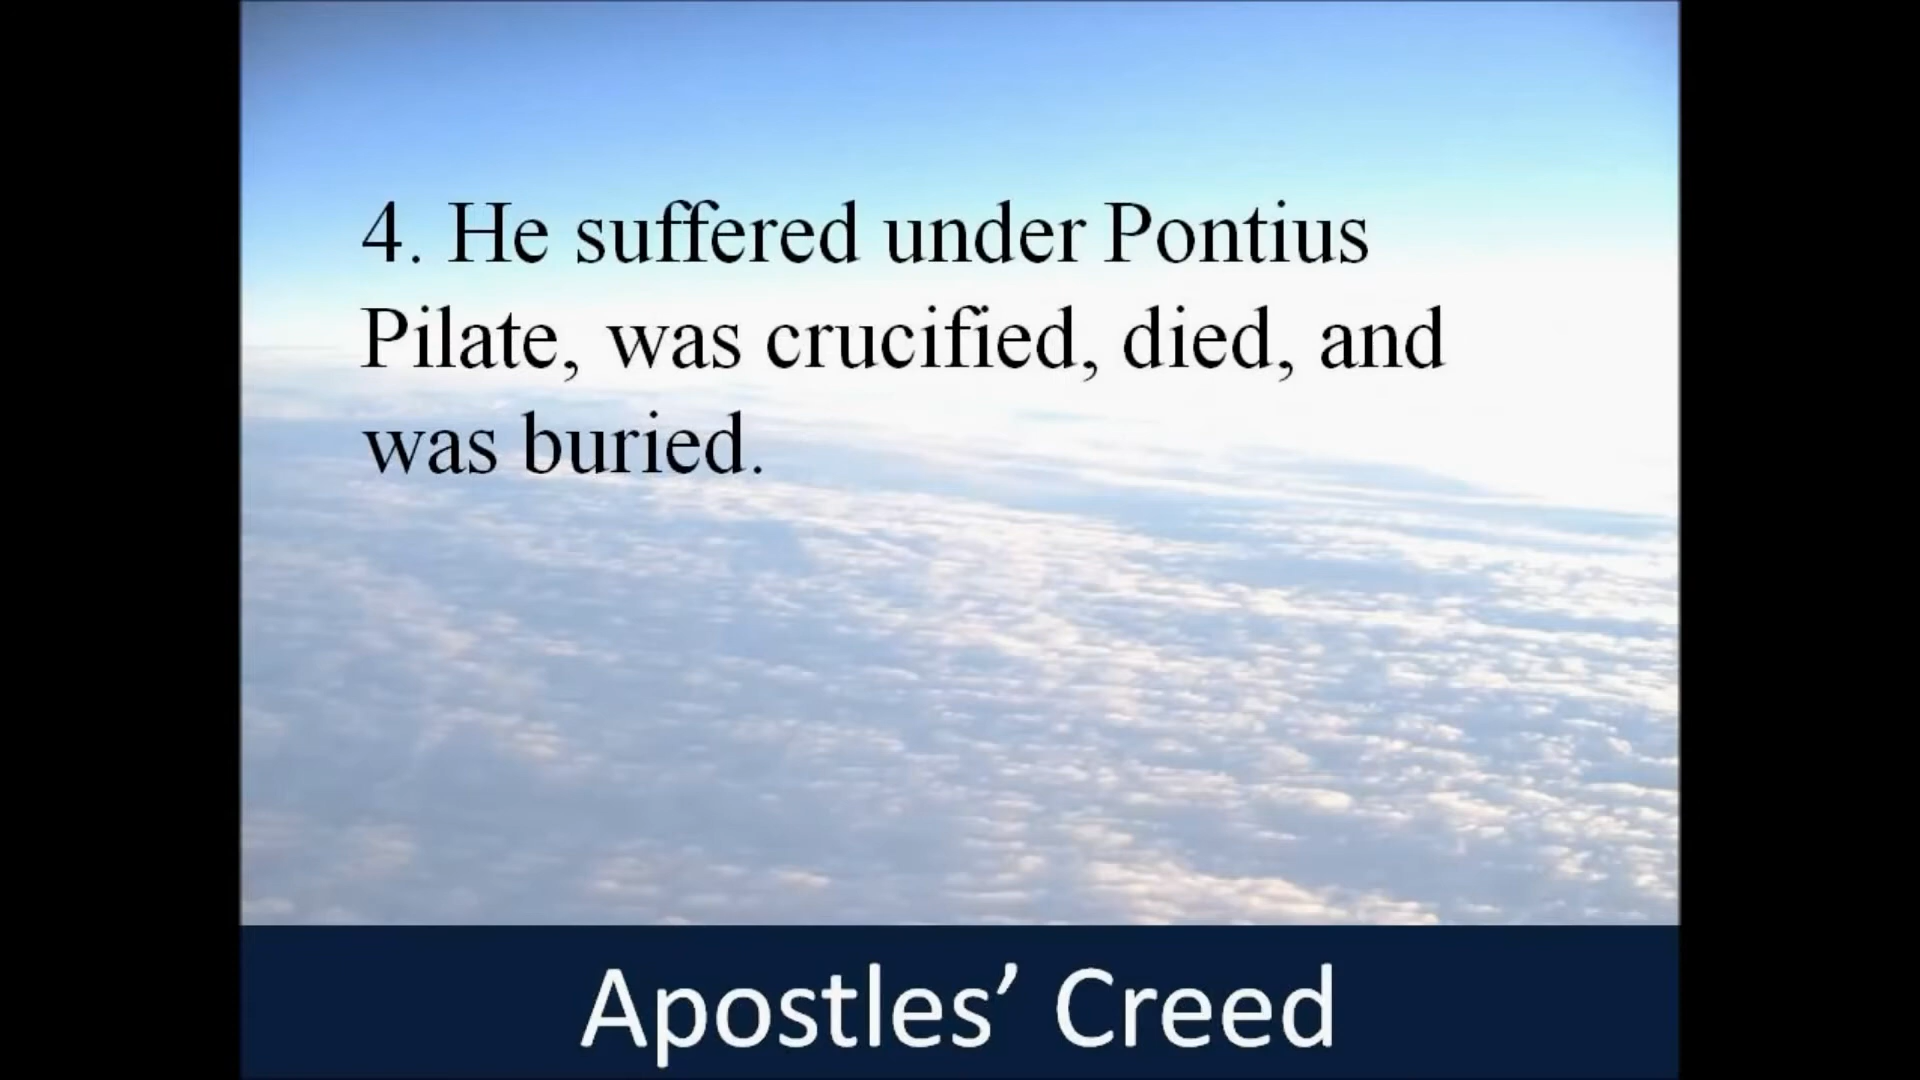 4. He suffered under Pontius
Pilate, was crucified, died, and
was buried.
Apostles’ Creed